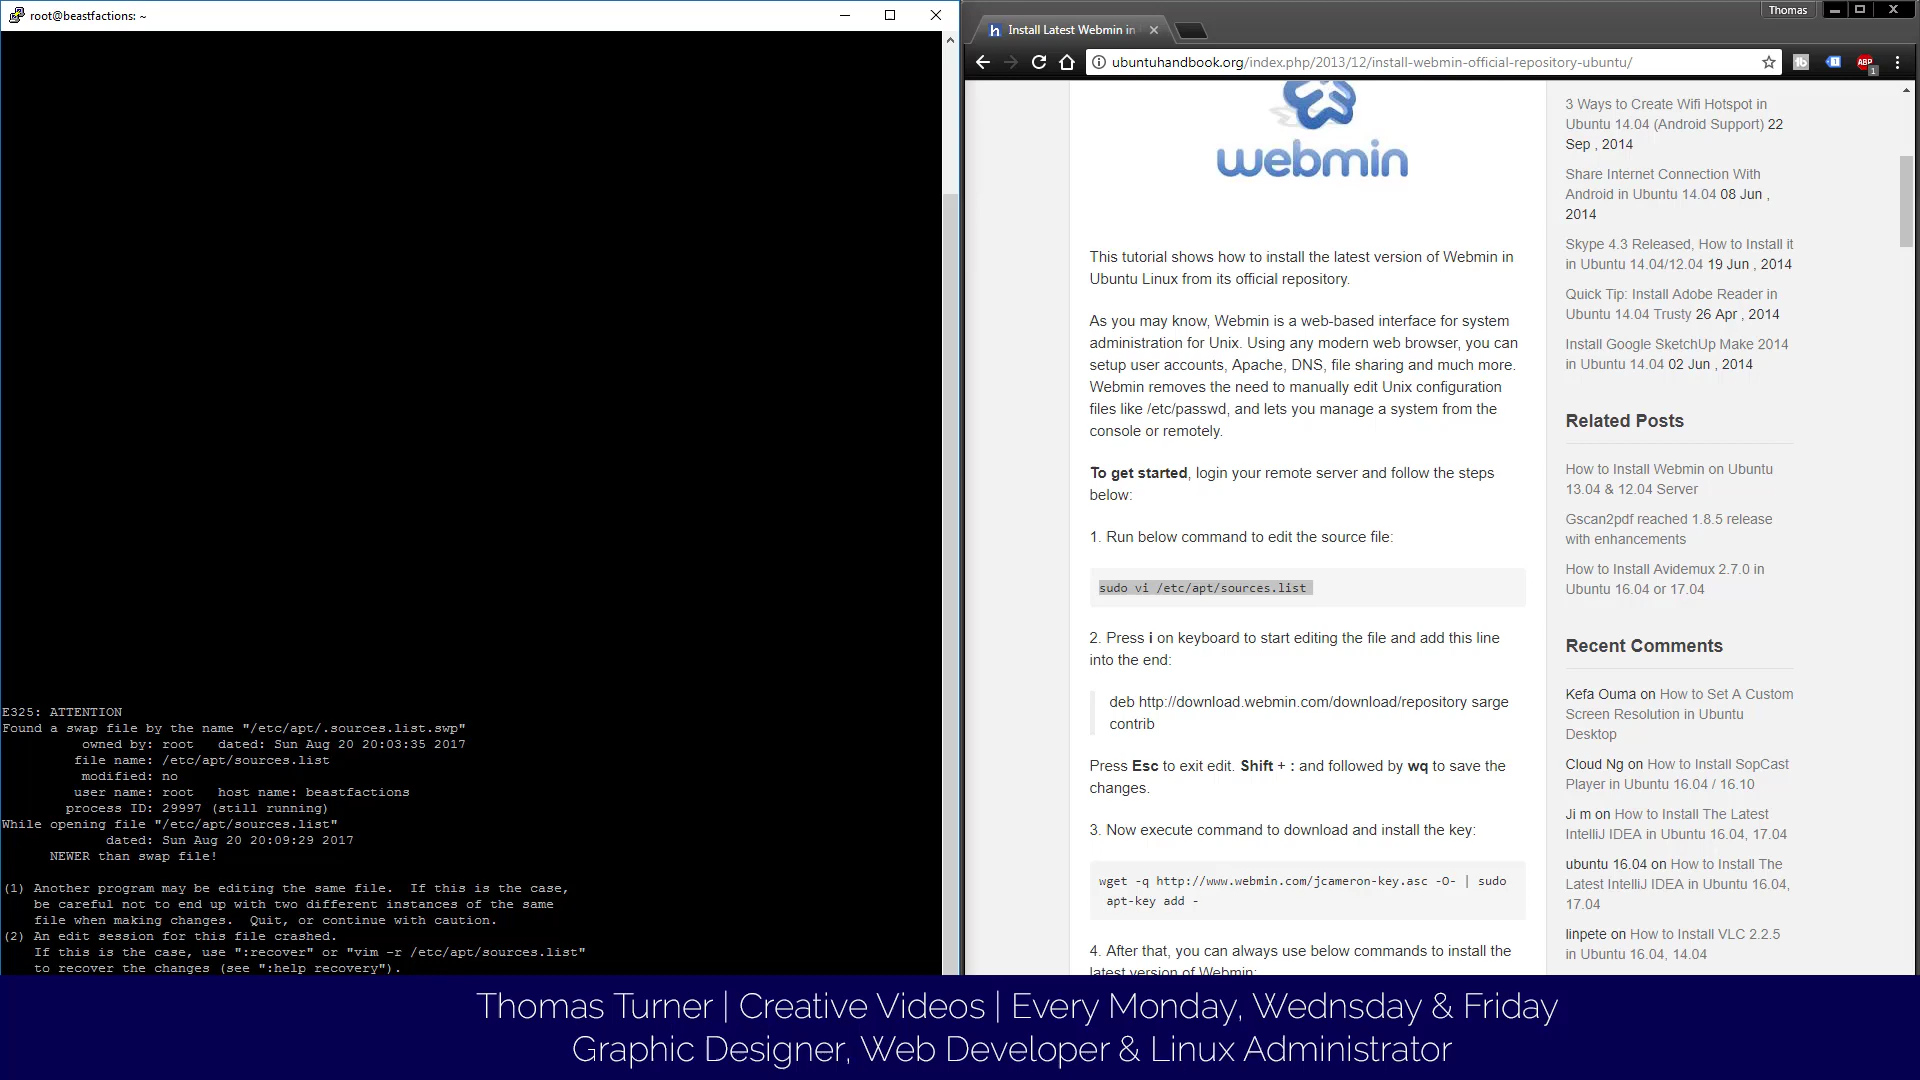 root@beastfactions: ~
E325: ATTENTION
Found a swap file by the name "/etc/apt/.sources.list.swp"
owned by: root   dated: Sun Aug 20 20:03:35 2017
file name: /etc/apt/sources.list
modified: no
user name: root   host name: beastfactions
process ID: 29997 (still running)
While opening file "/etc/apt/sources.list"
dated: Sun Aug 20 20:09:29 2017
NEWER than swap file!
(1) Another program may be editing the same file.  If this is the case,
be careful not to end up with two different instances of the same
file when making changes.  Quit, or continue with caution.
(2) An edit session for this file crashed.
If this is the case, use ":recover" or "vim -r /etc/apt/sources.list"
to recover the changes (see ":help recovery").
Thomas
Install Latest Webmin in
ubuntuhandbook.org/index.php/2013/12/install-webmin-official-repository-ubuntu/
ABP
1
webmin
This tutorial shows how to install the latest version of Webmin in
Ubuntu Linux from its official repository.
As you may know, Webmin is a web-based interface for system
administration for Unix. Using any modern web browser, you can
setup user accounts, Apache, DNS, file sharing and much more.
Webmin removes the need to manually edit Unix configuration
files like /etc/passwd, and lets you manage a system from the
console or remotely.
To get started, login your remote server and follow the steps
below:
1. Run below command to edit the source file:
sudo vi /etc/apt/sources.list
2. Press i on keyboard to start editing the file and add this line
into the end:
deb http://download.webmin.com/download/repository sarge
contrib
Press Esc to exit edit. Shift + : and followed by wq to save the
changes.
3. Now execute command to download and install the key:
wget -q http://www.webmin.com/jcameron-key.asc -O- | sudo
apt-key add -
4. After that, you can always use below commands to install the
latest version of Webmin:
3 Ways to Create Wifi Hotspot in
Ubuntu 14.04 (Android Support) 22
Sep , 2014
Share Internet Connection With
Android in Ubuntu 14.04 08 Jun ,
2014
Skype 4.3 Released, How to Install it
in Ubuntu 14.04/12.04 19 Jun , 2014
Quick Tip: Install Adobe Reader in
Ubuntu 14.04 Trusty 26 Apr , 2014
Install Google SketchUp Make 2014
in Ubuntu 14.04 02 Jun , 2014
Related Posts
How to Install Webmin on Ubuntu
13.04 & 12.04 Server
Gscan2pdf reached 1.8.5 release
with enhancements
How to Install Avidemux 2.7.0 in
Ubuntu 16.04 or 17.04
Recent Comments
Kefa Ouma on How to Set A Custom
Screen Resolution in Ubuntu
Desktop
Cloud Ng on How to Install SopCast
Player in Ubuntu 16.04 / 16.10
Ji m on How to Install The Latest
IntelliJ IDEA in Ubuntu 16.04, 17.04
ubuntu 16.04 on How to Install The
Latest IntelliJ IDEA in Ubuntu 16.04,
17.04
linpete on How to Install VLC 2.2.5
in Ubuntu 16.04, 14.04
Thomas Turner | Creative Videos | Every Monday, Wednsday & Friday
Graphic Designer, Web Developer & Linux Administrator